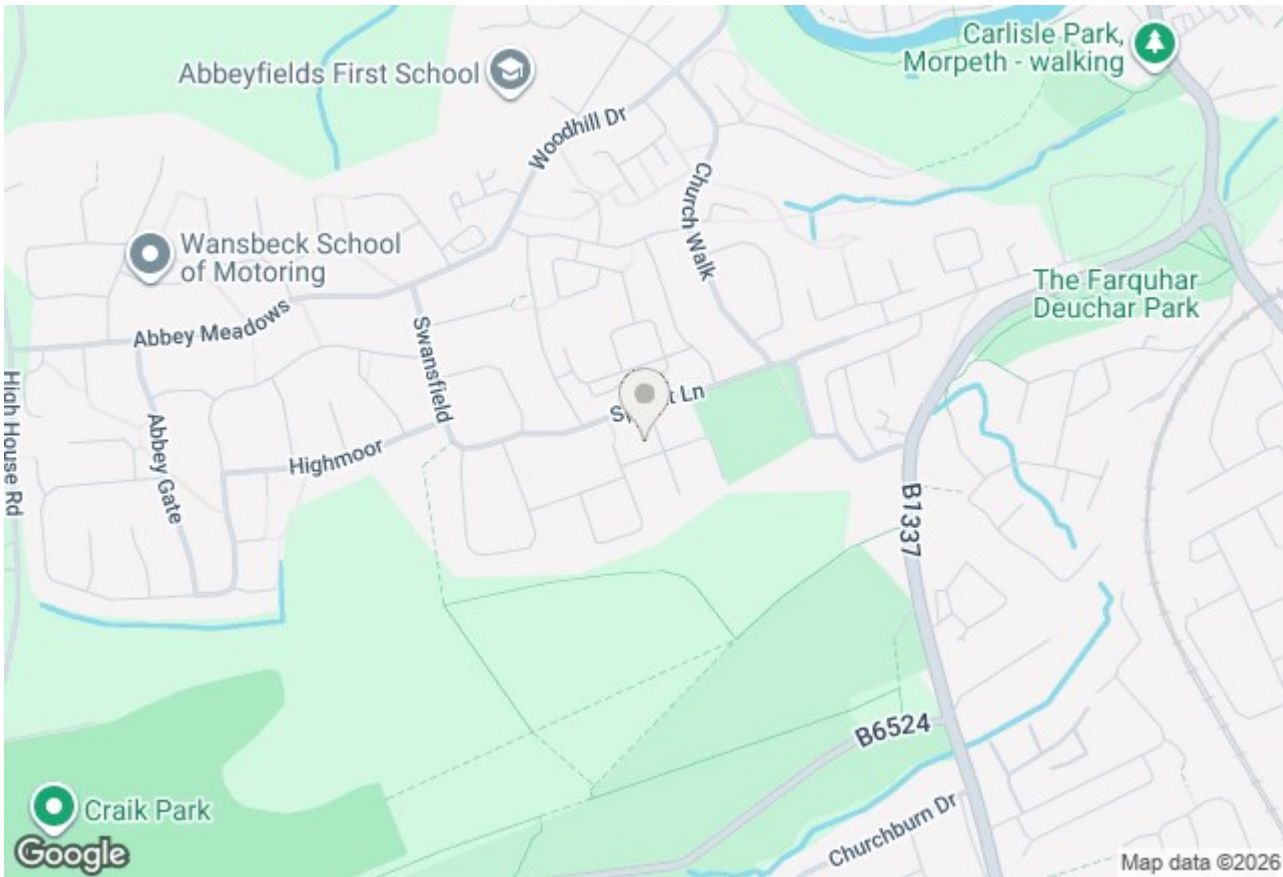 Carlisle Park,
Morpeth - walking
Abbeyfields First School
Woodhill Dr
Church Walk
Wansbeck School
of Motoring
The Farquhar
Deuchar Park
Abbey Meadows
Swansfield
High House Rd
Abbey Gate
Highmoor
Ln
B1337
B6524
Craik Park
Churchburn Dr
Google
Map data ©2026